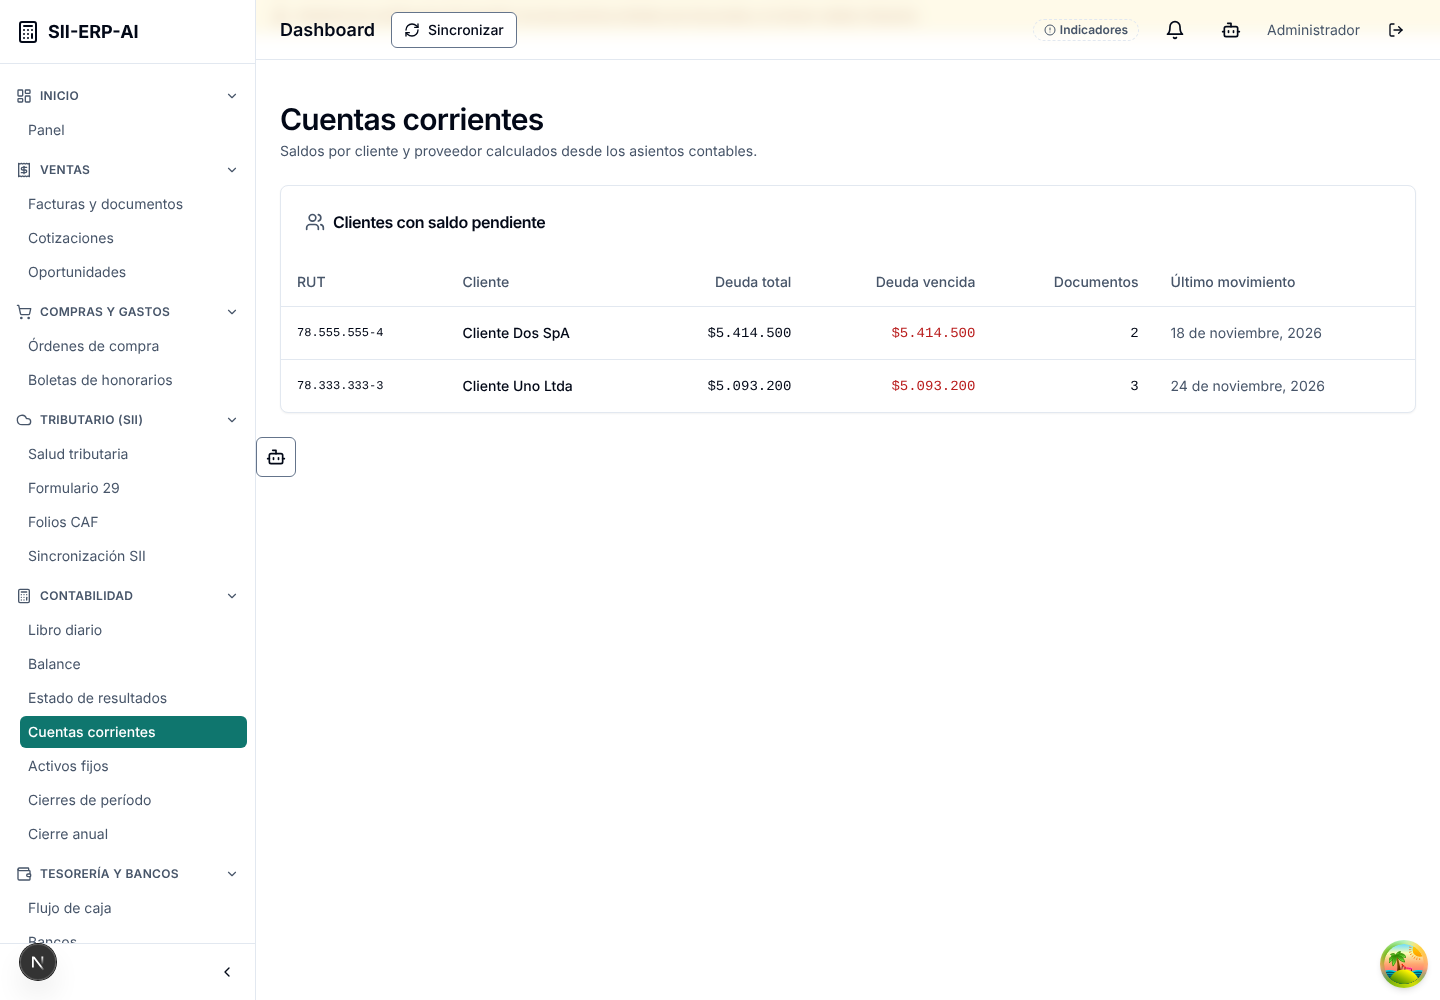 SII-ERP-AI
INICIO
Panel
VENTAS
Facturas y documentos
Cotizaciones
Oportunidades
COMPRAS Y GASTOS
Órdenes de compra
Boletas de honorarios
TRIBUTARIO (SII)
Salud tributaria
Formulario 29
Folios CAF
Sincronización SII
CONTABILIDAD
Libro diario
Balance
Estado de resultados
Cuentas corrientes
Activos fijos
Cierres de período
Cierre anual
TESORERÍA Y BANCOS
Flujo de caja
Bancos
N
Dashboard
Sincronizar
Indicadores
Administrador
Cuentas corrientes
Saldos por cliente y proveedor calculados desde los asientos contables.
Clientes con saldo pendiente
RUT Cliente Deuda total Deuda vencida Documentos Último movimiento
78.555.555-4 Cliente Dos SpA $5.414.500 $5.414.500 2 18 de noviembre, 2026
78.333.333-3 Cliente Uno Ltda $5.093.200 $5.093.200 3 24 de noviembre, 2026